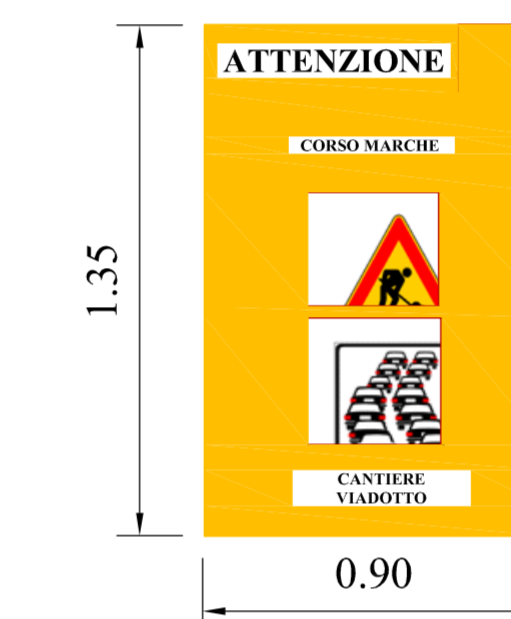 ATTENZIONE
CORSO MARCHE
1.35
CANTIERE
VIADOTTO
0.90